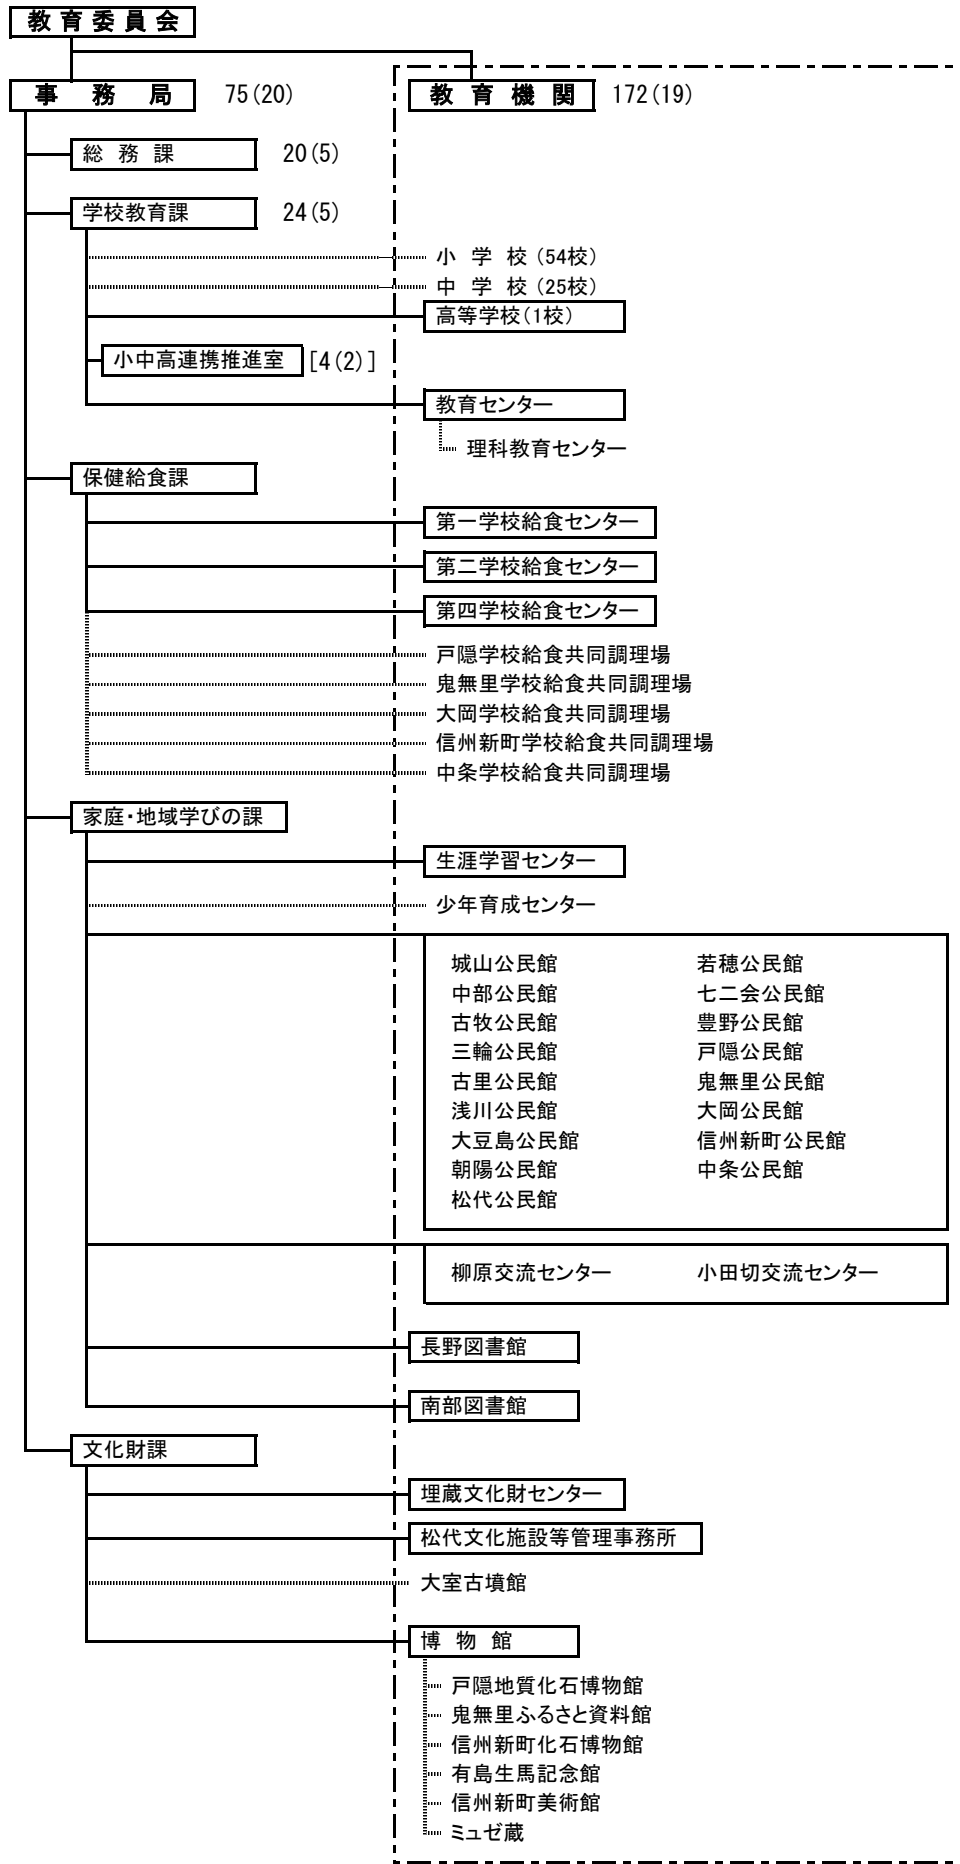 教育委員会
事務局 75(20) 教育機関 172(19)
総務課 20(5)
学校教育課 24(5)
小学校(54校)
中学校(25校)
高等学校(1校)
小中高連携推進室 [4(2)]
教育センター
理科教育センター
保健給食課
第一学校給食センター
第二学校給食センター
第四学校給食センター
戸隠学校給食共同調理場
鬼無里学校給食共同調理場
大岡学校給食共同調理場
信州新町学校給食共同調理場
中条学校給食共同調理場
家庭・地域学びの課
生涯学習センター
少年育成センター
城山公民館 若穂公民館
中部公民館 七二会公民館
古牧公民館 豊野公民館
三輪公民館 戸隠公民館
古里公民館 鬼無里公民館
浅川公民館 大岡公民館
大豆島公民館 信州新町公民館
朝陽公民館 中条公民館
松代公民館
柳原交流センター 小田切交流センター
長野図書館
南部図書館
文化財課
埋蔵文化財センター
松代文化施設等管理事務所
大室古墳館
博物館
戸隠地質化石博物館
鬼無里ふるさと資料館
信州新町化石博物館
有島生馬記念館
信州新町美術館
ミュゼ蔵